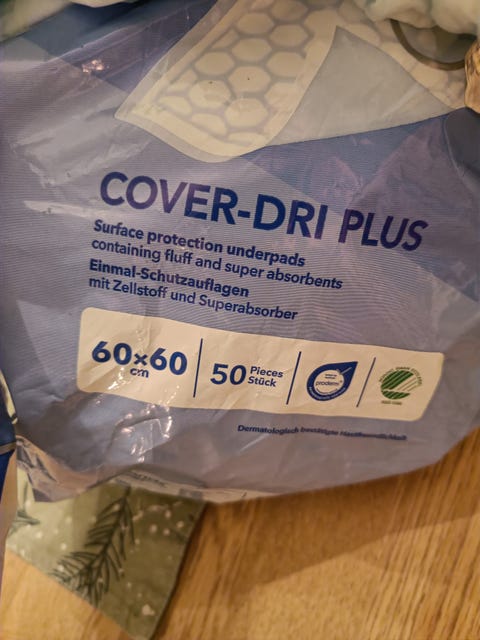 COVER-DRI PLUS
Surface protection underpads
containing fluff and super absorbents
Einmal-Schutzauflagen
mit Zellstoff und Superabsorber
60x60
cm
50 Pieces
Stück
proderm
Dermatologisch bestätigte Hautfreundlichkeit